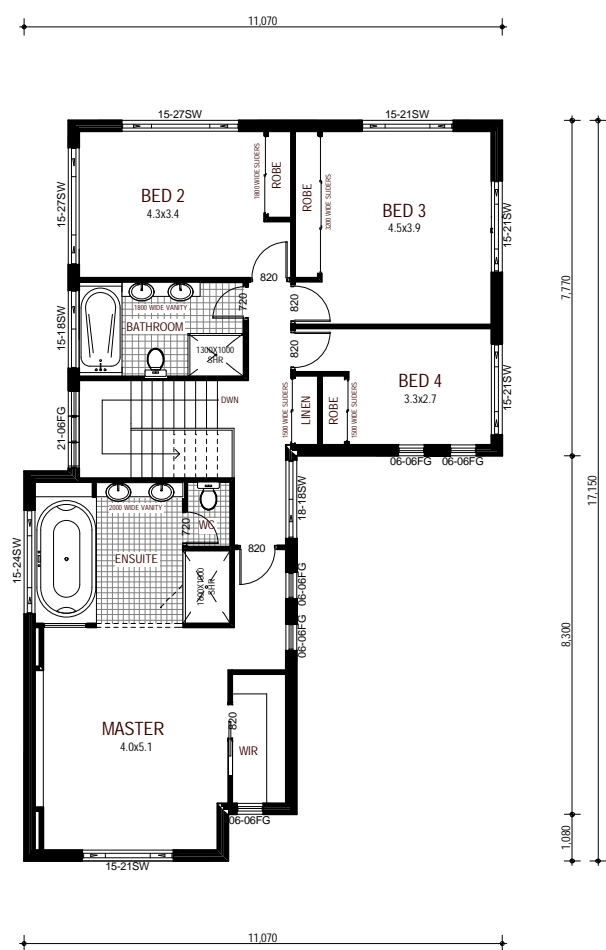 11,070
15-27SW
15-21SW
15-27SW
BED 2
4.3x3.4
1800 WIDE SLIDERS
ROBE
ROBE
3200 WIDE SLIDERS
BED 3
4.5x3.9
15-21SW
7,770
820
820
720
1800 WIDE VANITY
BATHROOM
15-18SW
1300X1000
SHR
820
BED 4
3.3x2.7
15-21SW
DWN
1500 WIDE SLIDERS
LINEN
ROBE
1500 WIDE SLIDERS
21-06FG
06-06FG
06-06FG
17,150
18-18SW
2000 WIDE VANITY
720
WC
15-24SW
ENSUITE
820
SHR
06-06FG
06-06FG
8,300
MASTER
4.0x5.1
820
WIR
06-06FG
15-21SW
1,080
11,070